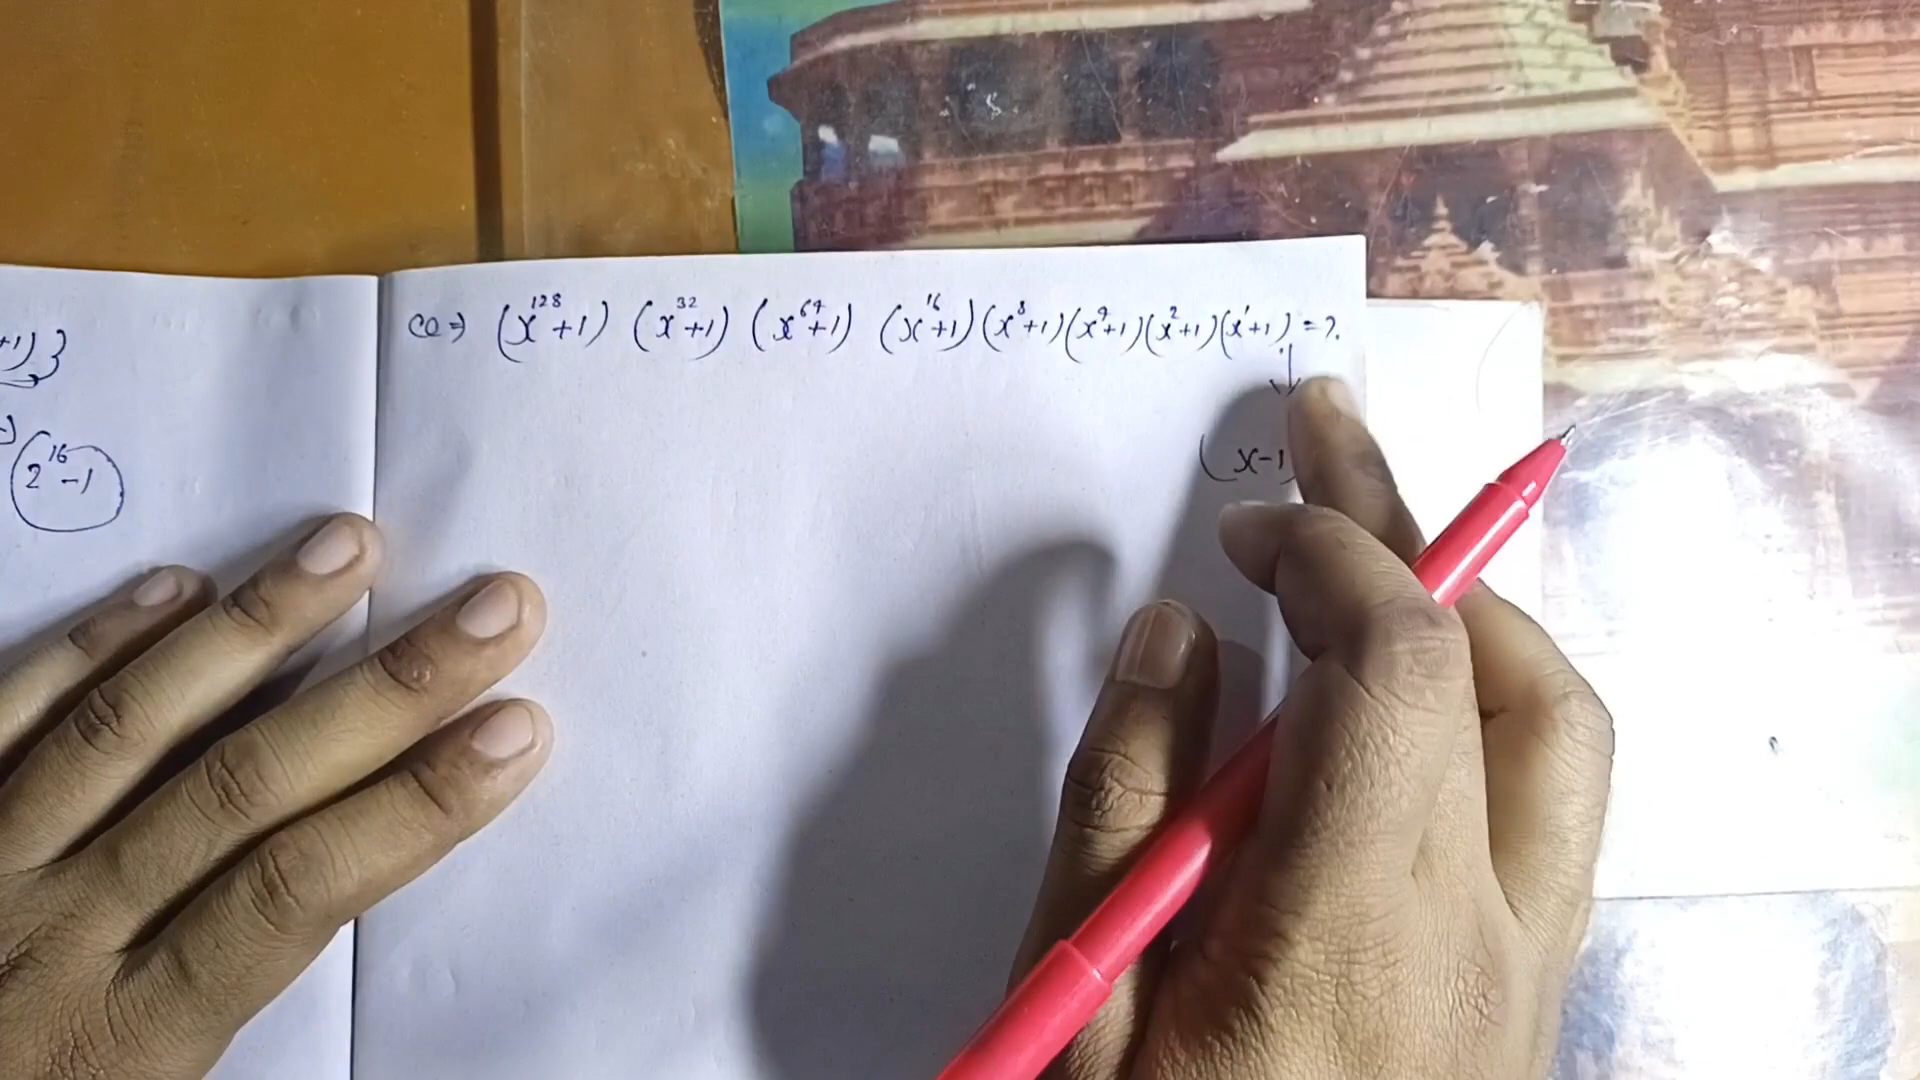 +1)}
2^16-1
Q ⇒ (x^128+1) (x^32+1) (x^64+1) (x^16+1)(x^8+1)(x^4+1)(x^2+1)(x^1+1) = ?.
(x-1)